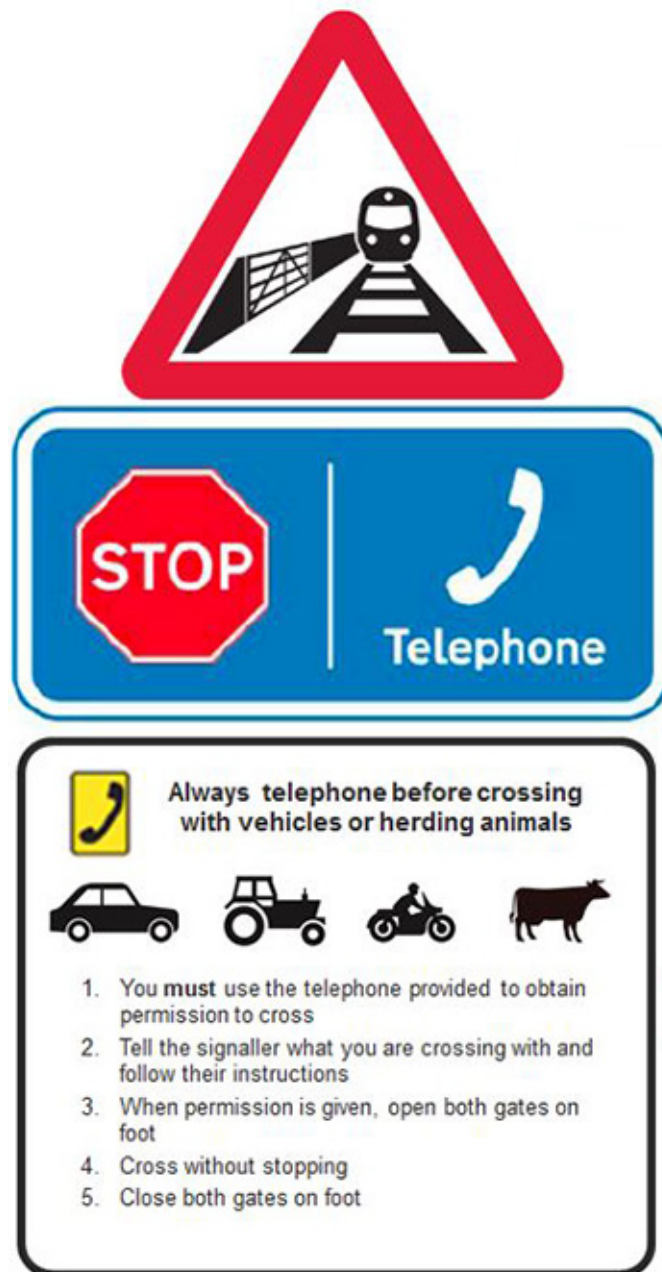 STOP
Telephone
Always telephone before crossing
with vehicles or herding animals
1. You must use the telephone provided to obtain
permission to cross
2. Tell the signaller what you are crossing with and
follow their instructions
3. When permission is given, open both gates on
foot
4. Cross without stopping
5. Close both gates on foot